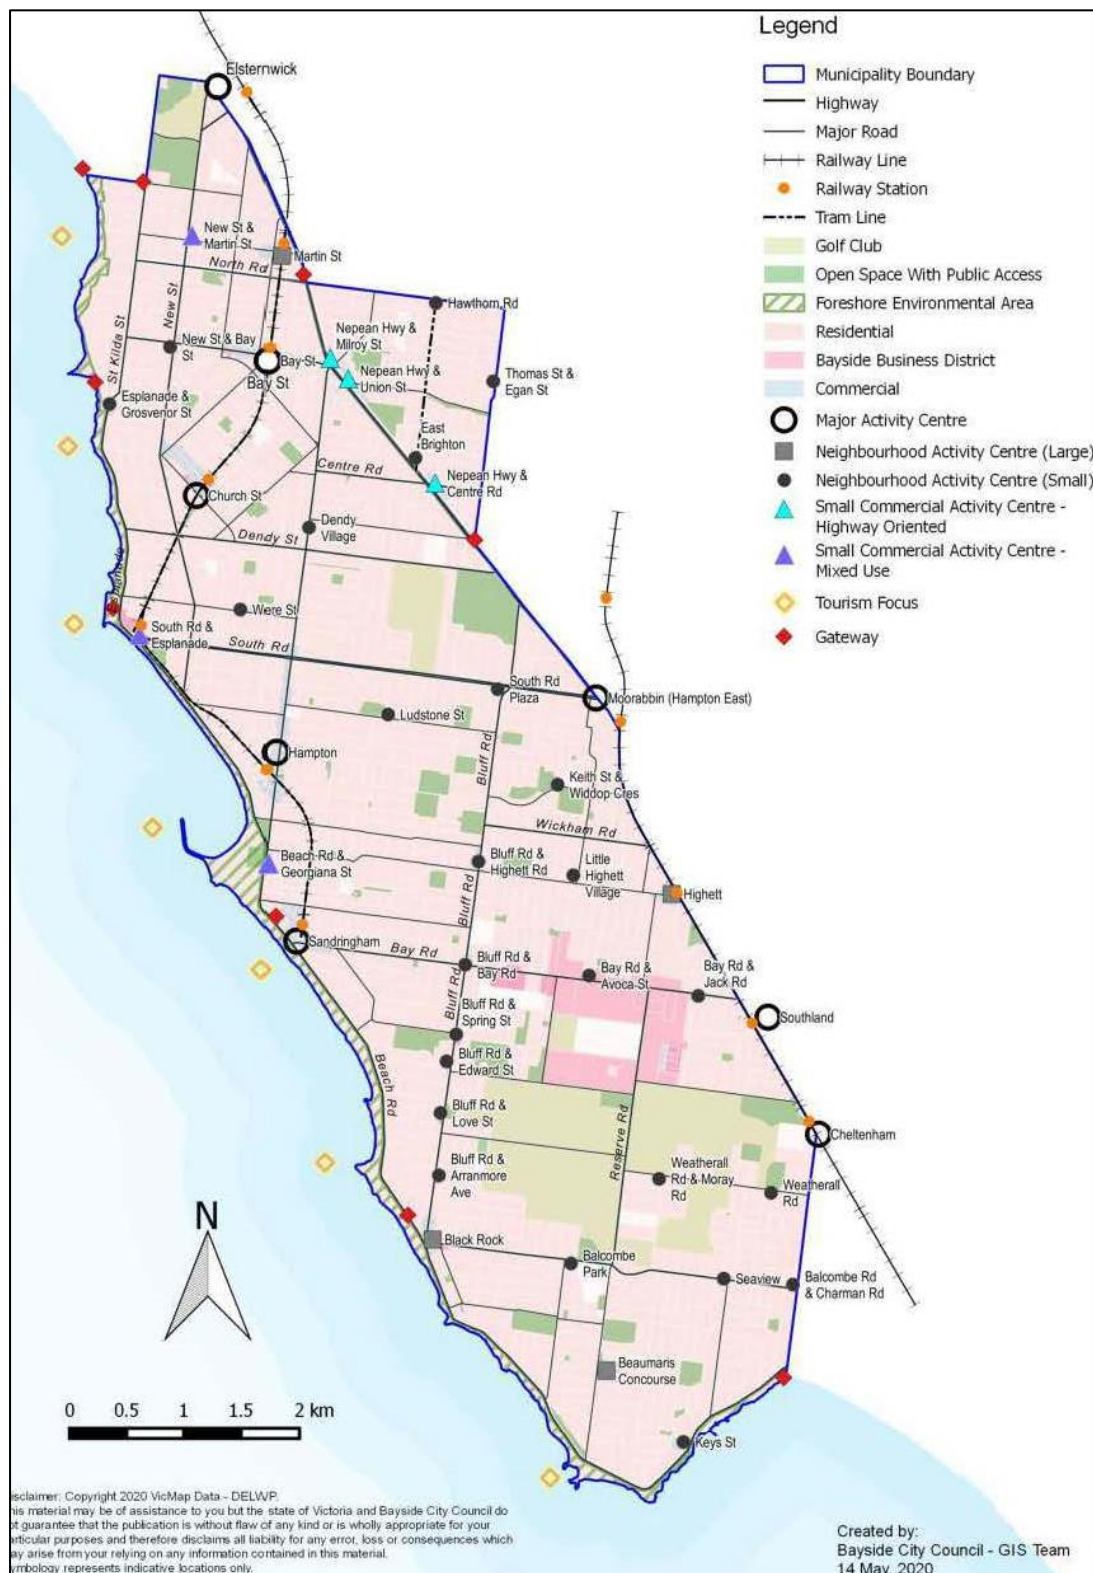 Legend
Municipality Boundary
Highway
Major Road
Railway Line
Railway Station
Tram Line
Golf Club
Open Space With Public Access
Foreshore Environmental Area
Residential
Bayside Business District
Commercial
Major Activity Centre
Neighbourhood Activity Centre (Large)
Neighbourhood Activity Centre (Small)
Small Commercial Activity Centre -
Highway Oriented
Small Commercial Activity Centre -
Mixed Use
Tourism Focus
Gateway
Elsternwick
New St &
Martin St
Martin St
North Rd
New St
St Kilda St
Hawthorn Rd
New St & Bay
St
Bay St
Bay St
Nepean Hwy &
Milroy St
Nepean Hwy &
Union St
Thomas St &
Egan St
Esplanade &
Grosvenor St
East
Brighton
Centre Rd
Nepean Hwy &
Centre Rd
Church St
Dendy
Village
Dendy St
Esplanade
Were St
South Rd &
Esplanade
South Rd
South Rd
Plaza
Moorabbin (Hampton East)
Ludstone St
Hampton
Bluff Rd
Keith St &
Widdop Cres
Wickham Rd
Beach Rd &
Georgiana St
Bluff Rd &
Highett Rd
Little
Highett
Village
Highett
Bluff Rd
Sandringham
Bay Rd
Bluff Rd &
Bay Rd
Bay Rd &
Avoca St
Bay Rd &
Jack Rd
Bluff Rd
Bluff Rd &
Spring St
Southland
Bluff Rd &
Edward St
Beach Rd
Bluff Rd &
Love St
Reserve Rd
Cheltenham
Bluff Rd &
Arranmore
Ave
Weatherall
Rd & Moray
Rd
Weatherall
Rd
Black Rock
Balcombe
Park
Seaview
Balcombe Rd
& Charman Rd
Beaumaris
Concourse
Keys St
N
0 0.5 1 1.5 2 km
isclaimer: Copyright 2020 VicMap Data - DELWP.
his material may be of assistance to you but the state of Victoria and Bayside City Council do
ot guarantee that the publication is without flaw of any kind or is wholly appropriate for your
articular purposes and therefore disclaims all liability for any error, loss or consequences which
ay arise from your relying on any information contained in this material.
ymbology represents indicative locations only.
Created by:
Bayside City Council - GIS Team
14 May, 2020